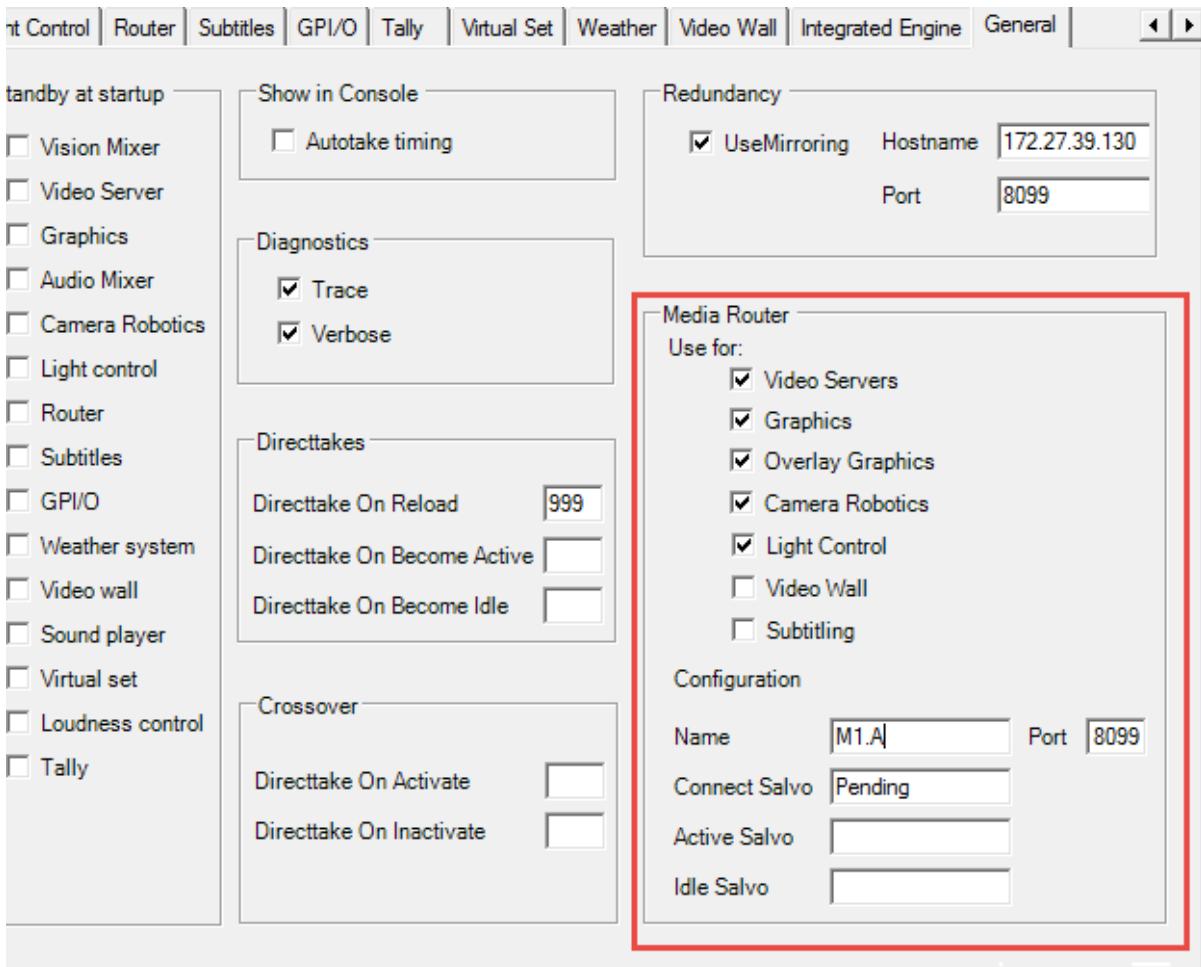 nt Control Router Subtitles GPI/O Tally Virtual Set Weather Video Wall Integrated Engine General
tandby at startup
Vision Mixer
Video Server
Graphics
Audio Mixer
Camera Robotics
Light control
Router
Subtitles
GPI/O
Weather system
Video wall
Sound player
Virtual set
Loudness control
Tally
Show in Console
Autotake timing
Diagnostics
Trace
Verbose
Directtakes
Directtake On Reload 999
Directtake On Become Active
Directtake On Become Idle
Crossover
Directtake On Activate
Directtake On Inactivate
Redundancy
UseMirroring Hostname 172.27.39.130
Port 8099
Media Router
Use for:
Video Servers
Graphics
Overlay Graphics
Camera Robotics
Light Control
Video Wall
Subtitling
Configuration
Name M1.A Port 8099
Connect Salvo Pending
Active Salvo
Idle Salvo